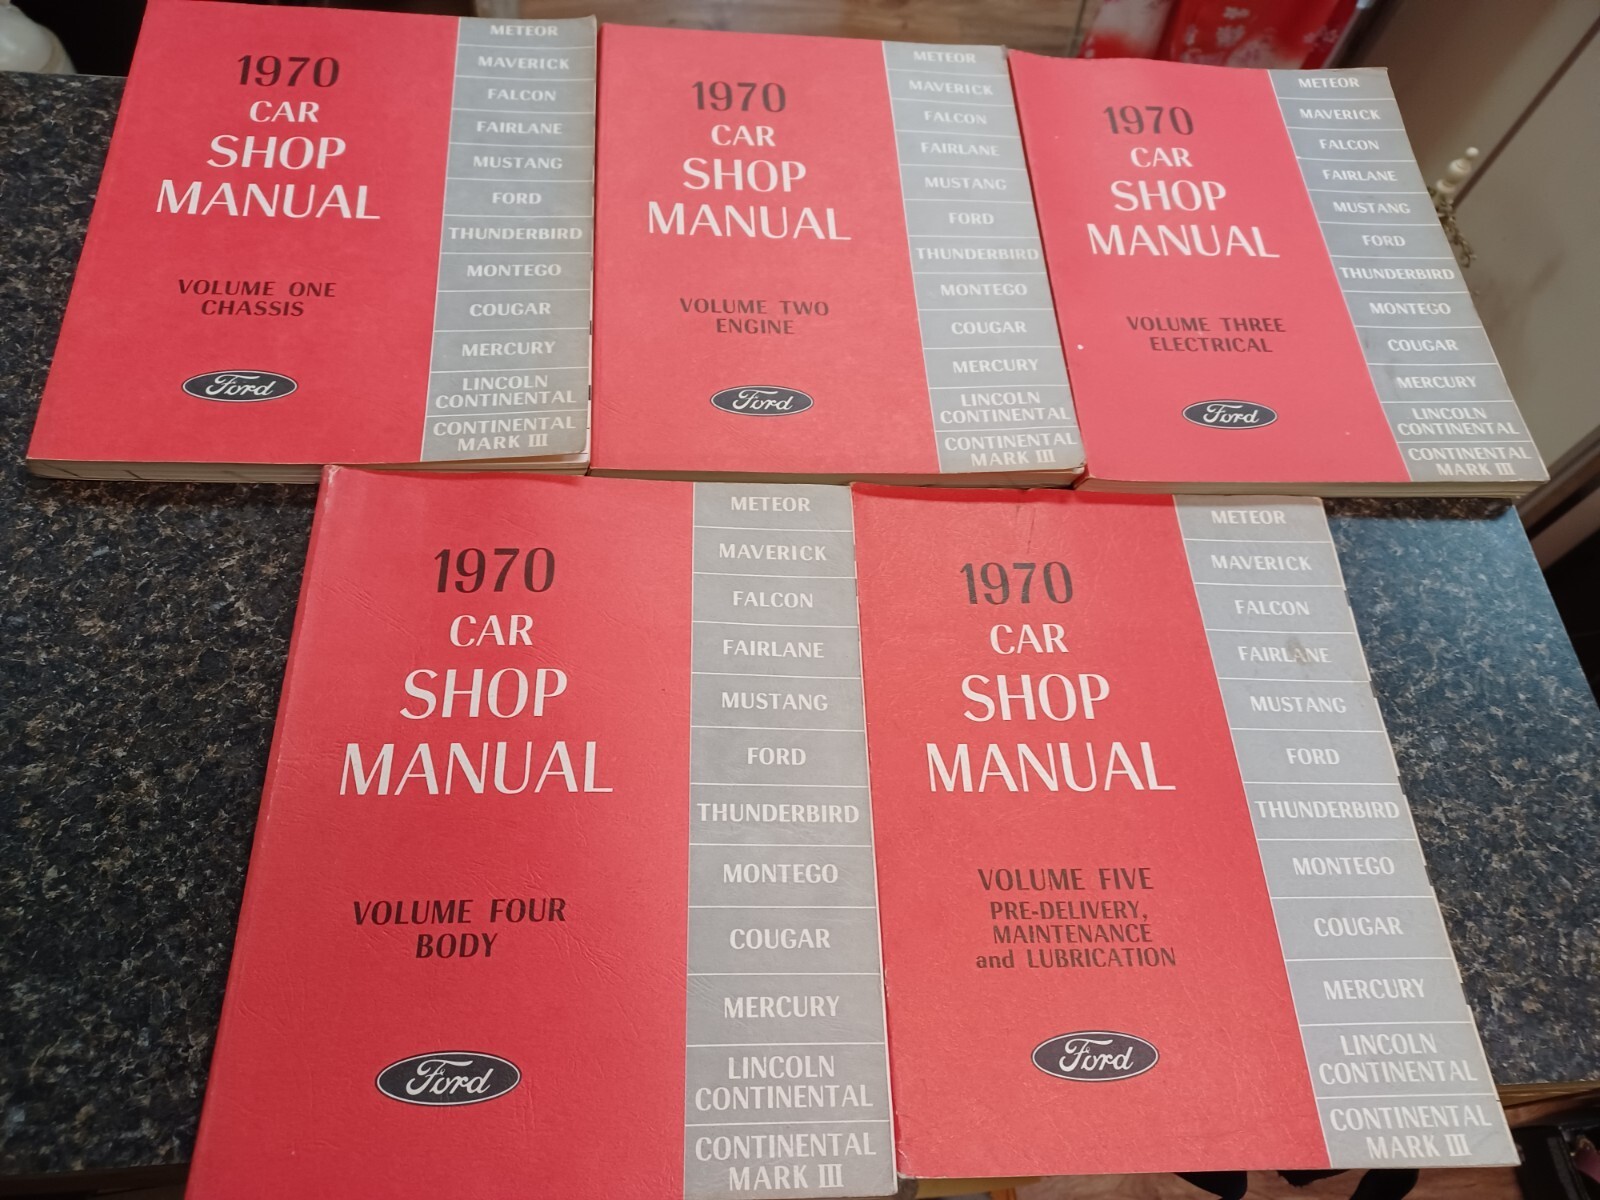 1970
CAR
SHOP
MANUAL
VOLUME ONE
CHASSIS
Ford
METEOR
MAVERICK
FALCON
FAIRLANE
MUSTANG
FORD
THUNDERBIRD
MONTEGO
COUGAR
MERCURY
LINCOLN
CONTINENTAL
CONTINENTAL
MARK III
1970
CAR
SHOP
MANUAL
VOLUME TWO
ENGINE
Ford
METEOR
MAVERICK
FALCON
FAIRLANE
MUSTANG
FORD
THUNDERBIRD
MONTEGO
COUGAR
MERCURY
LINCOLN
CONTINENTAL
CONTINENTAL
MARK III
1970
CAR
SHOP
MANUAL
VOLUME THREE
ELECTRICAL
Ford
METEOR
MAVERICK
FALCON
FAIRLANE
MUSTANG
FORD
THUNDERBIRD
MONTEGO
COUGAR
MERCURY
LINCOLN
CONTINENTAL
CONTINENTAL
MARK III
1970
CAR
SHOP
MANUAL
VOLUME FOUR
BODY
Ford
METEOR
MAVERICK
FALCON
FAIRLANE
MUSTANG
FORD
THUNDERBIRD
MONTEGO
COUGAR
MERCURY
LINCOLN
CONTINENTAL
CONTINENTAL
MARK III
1970
CAR
SHOP
MANUAL
VOLUME FIVE
PRE-DELIVERY,
MAINTENANCE
and LUBRICATION
Ford
METEOR
MAVERICK
FALCON
FAIRLANE
MUSTANG
FORD
THUNDERBIRD
MONTEGO
COUGAR
MERCURY
LINCOLN
CONTINENTAL
CONTINENTAL
MARK III